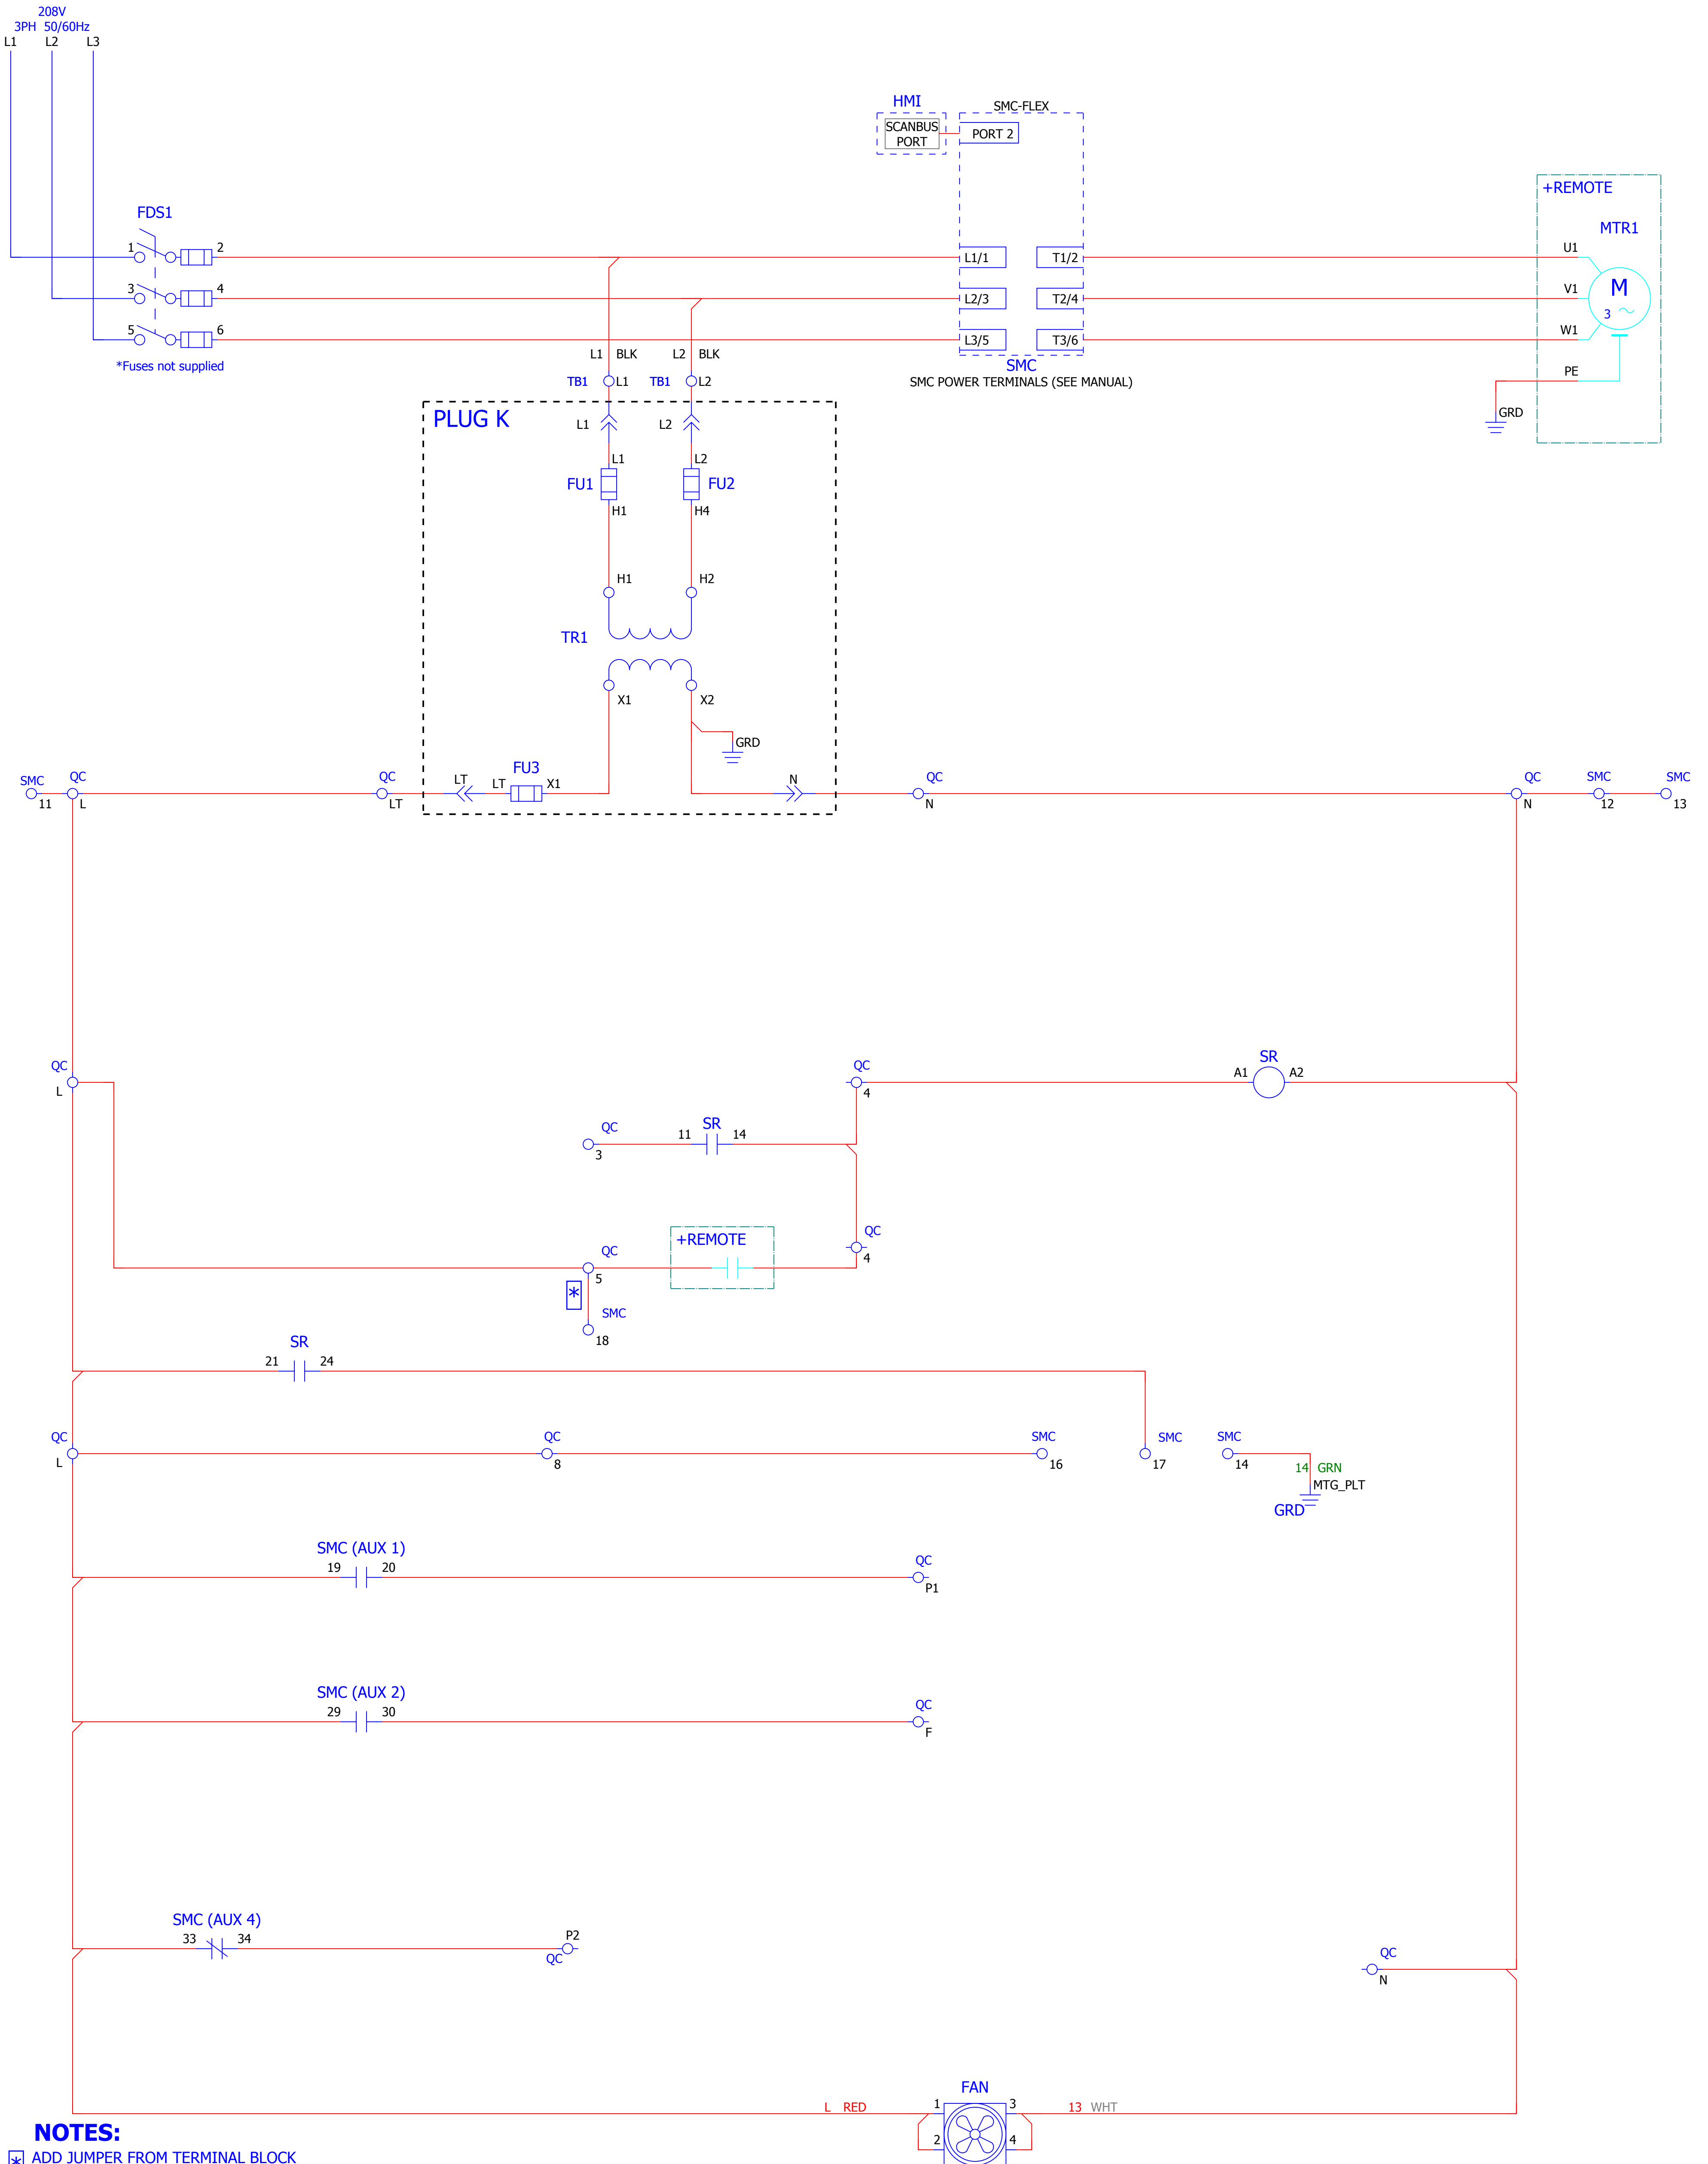 208V
3PH 50/60Hz
L1 L2 L3
HMI
SMC-FLEX
SCANBUS
PORT
PORT 2
+REMOTE
MTR1
FDS1
1 2
L1/1 T1/2
U1
3 4
L2/3 T2/4
V1
M
3
5 6
L3/5 T3/6
W1
*Fuses not supplied
L1 BLK L2 BLK
SMC
SMC POWER TERMINALS (SEE MANUAL)
PE
TB1 L1 TB1 L2
GRD
PLUG K
L1 L2
L1 L2
FU1 FU2
H1 H4
H1 H2
TR1
X1 X2
GRD
SMC QC QC LT LT FU3 X1 N QC QC SMC SMC
11 L LT N N 12 13
QC QC SR
L 4 A1 A2
QC 11 SR 14
3
QC
4
+REMOTE
QC
5
*
SMC
18
SR
21 24
QC QC SMC SMC SMC
L 8 16 17 14
14 GRN
MTG_PLT
GRD
SMC (AUX 1)
19 20 QC
P1
SMC (AUX 2)
29 30 QC
F
SMC (AUX 4)
33 34 P2
QC
QC
N
FAN
L RED 1 3 13 WHT
2 4
NOTES:
* ADD JUMPER FROM TERMINAL BLOCK